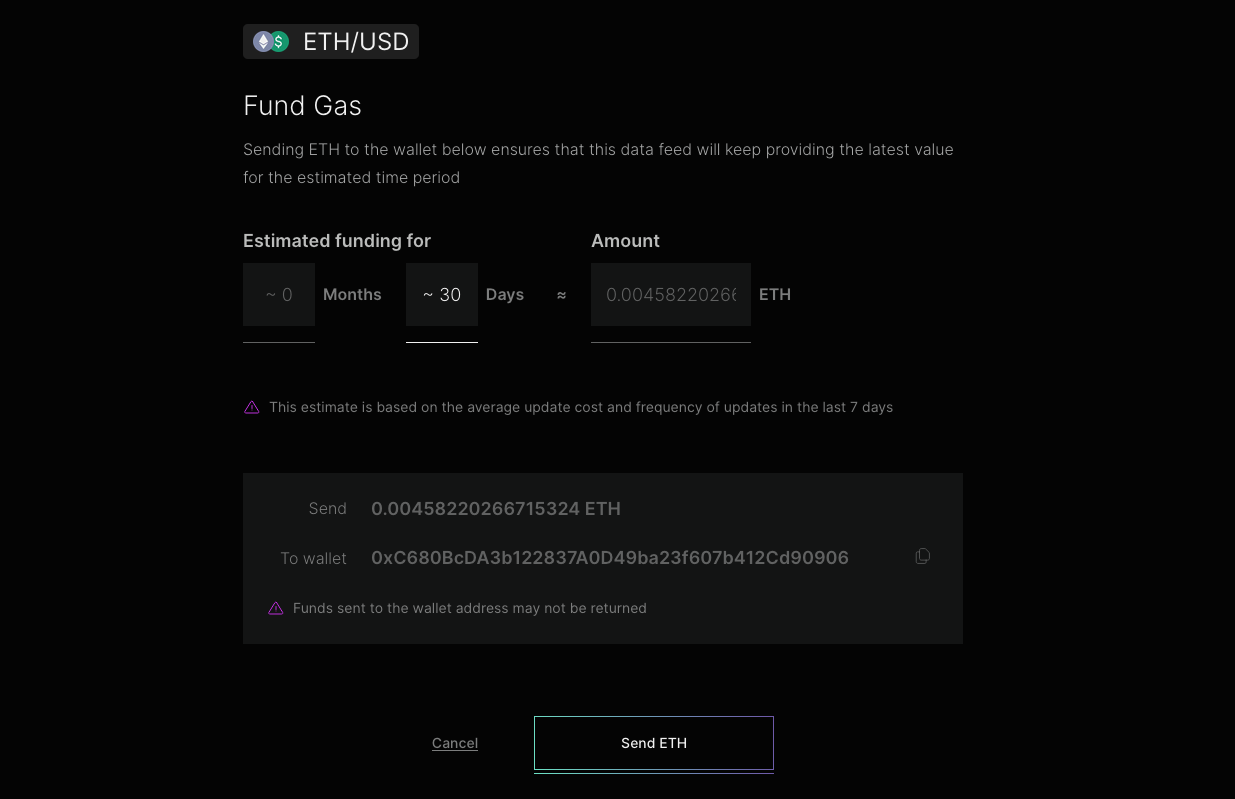 ETH/USD
Fund Gas
Sending ETH to the wallet below ensures that this data feed will keep providing the latest value
for the estimated time period
Estimated funding for Amount
~ 0 Months ~ 30 Days ≈ 0.00458220266 ETH
This estimate is based on the average update cost and frequency of updates in the last 7 days
Send 0.00458220266715324 ETH
To wallet 0xC680BcDA3b122837A0D49ba23f607b412Cd90906
Funds sent to the wallet address may not be returned
Cancel Send ETH